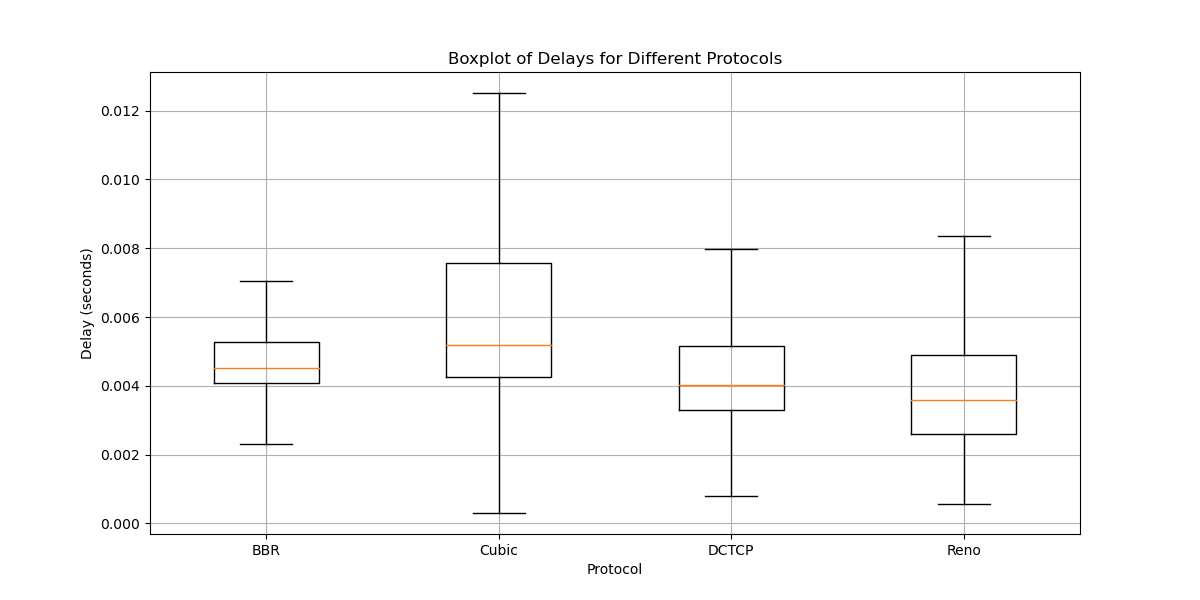 Boxplot of Delays for Different Protocols
Delay (seconds)
0.012
0.010
0.008
0.006
0.004
0.002
0.000
BBR Cubic DCTCP Reno
Protocol